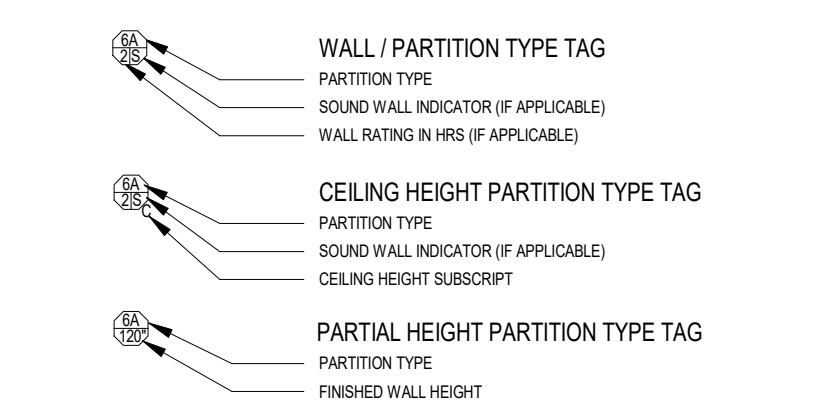 6A
2 S
WALL / PARTITION TYPE TAG
PARTITION TYPE
SOUND WALL INDICATOR (IF APPLICABLE)
WALL RATING IN HRS (IF APPLICABLE)
6A
2 S
C
CEILING HEIGHT PARTITION TYPE TAG
PARTITION TYPE
SOUND WALL INDICATOR (IF APPLICABLE)
CEILING HEIGHT SUBSCRIPT
6A
120"
PARTIAL HEIGHT PARTITION TYPE TAG
PARTITION TYPE
FINISHED WALL HEIGHT